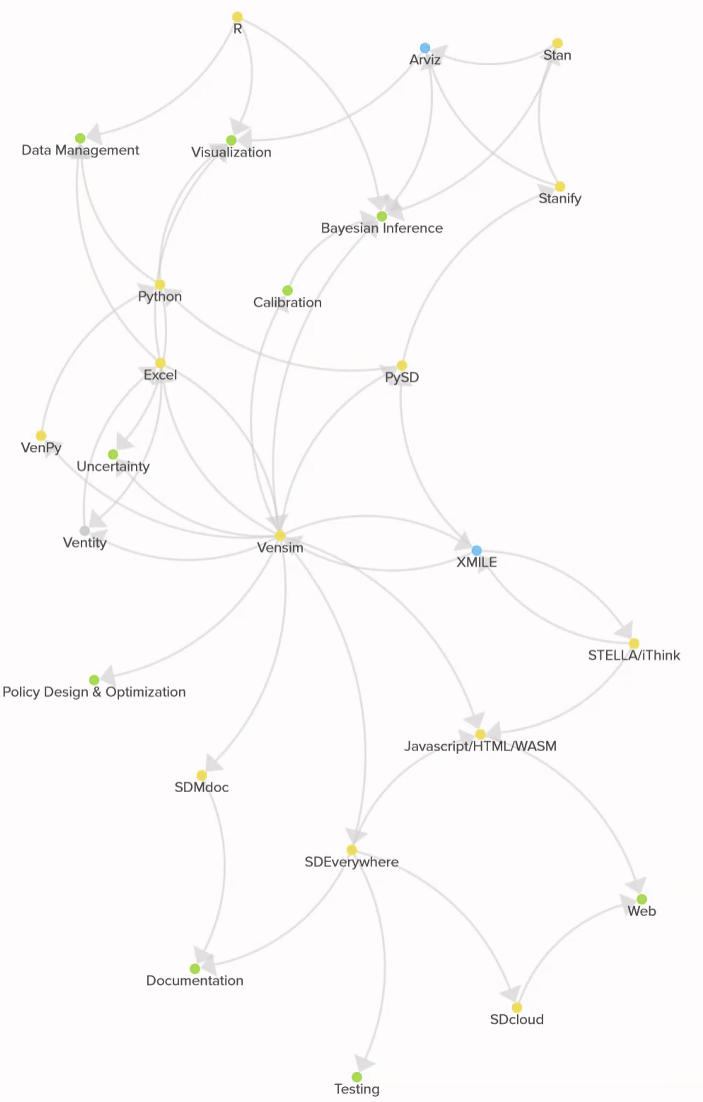 R
Arviz
Stan
Data Management
Visualization
Stanify
Bayesian Inference
Python
Calibration
Excel
PySD
VenPy
Uncertainty
Ventity
Vensim
XMILE
STELLA/iThink
Policy Design & Optimization
Javascript/HTML/WASM
SDMdoc
SDEverywhere
Web
Documentation
SDcloud
Testing